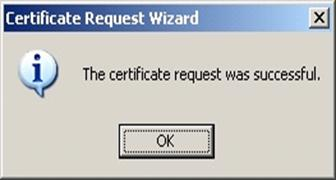 Certificate Request Wizard
The certificate request was successful.
OK